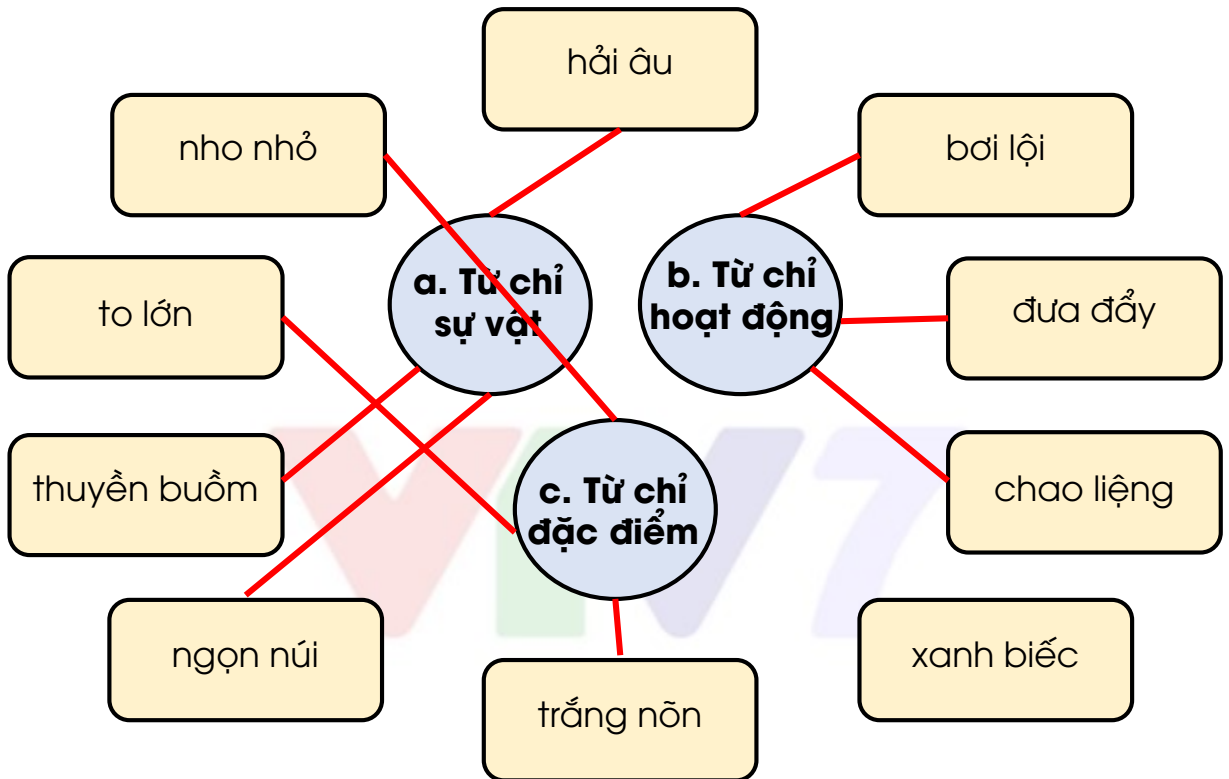 hải âu
nho nhỏ
bơi lội
a. Từ chỉ
sự vật
b. Từ chỉ
hoạt động
to lớn
đưa đẩy
thuyền buồm
c. Từ chỉ
đặc điểm
chao liệng
ngọn núi
trắng nõn
xanh biếc
VTV7